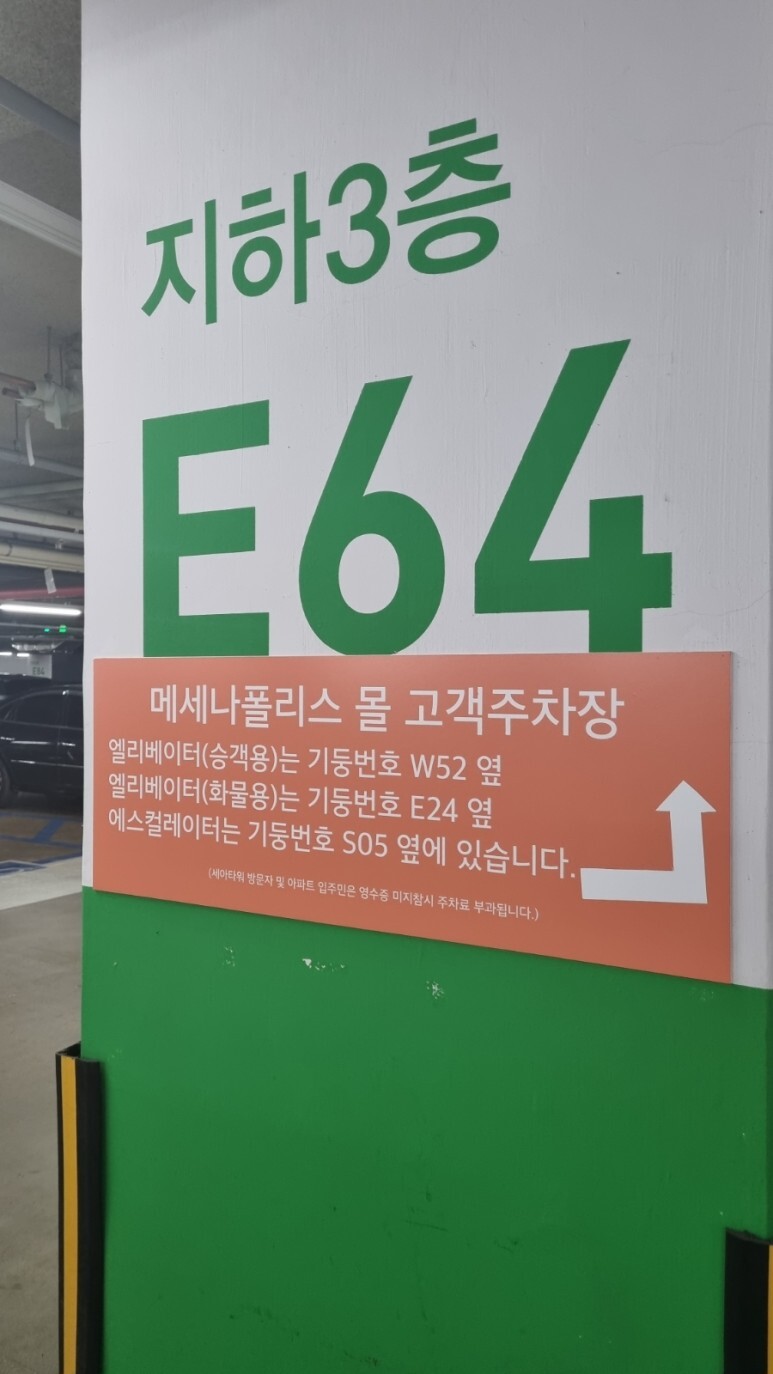 지하3층
E64
메세나폴리스 몰 고객주차장
엘리베이터(승객용)는 기둥번호 W52 옆
엘리베이터(화물용)는 기둥번호 E24 옆
에스컬레이터는 기둥번호 S05 옆에 있습니다.
(세아타워 방문자 및 아파트 입주민은 영수증 미지참시 주차료 부과됩니다.)